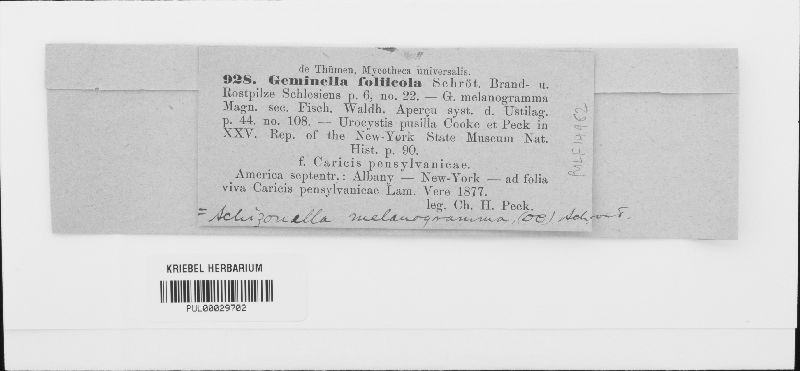 de Thümen, Mycotheca universalis.
928. Geminella foliicola Schröt. Brand- u.
Rostpilze Schlesiens p. 6, no. 22. — G. melanogramma
Magn. sec. Fisch. Waldh. Aperçu syst. d. Ustilag.
p. 44. no. 108. — Urocystis pusilla Cooke et Peck in
XXV. Rep. of the New-York State Museum Nat.
Hist. p. 90.
f. Caricis pensylvanicae.
America septentr.: Albany — New-York — ad folia
viva Caricis pensylvanicae Lam. Vere 1877.
leg. Ch. H. Peck.
= Schizonella melanogramma (DC) Schroet.
KRIEBEL HERBARIUM
PUL00029702